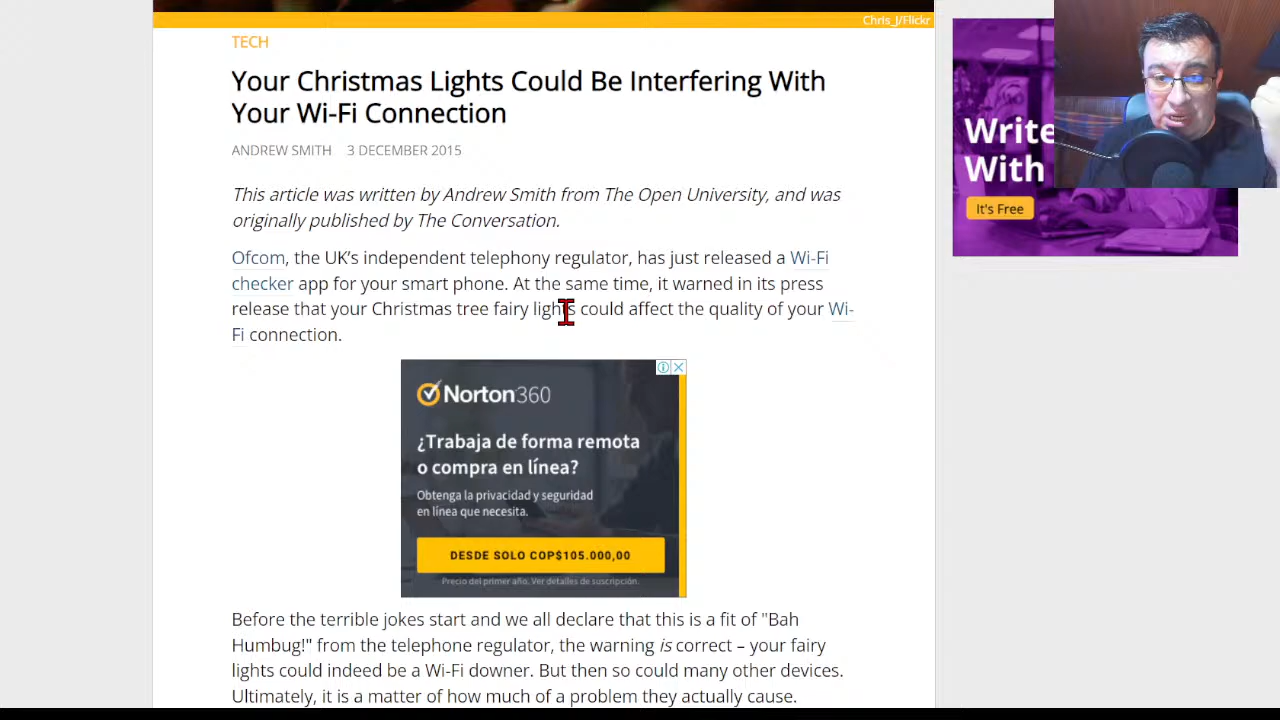 Chris_J/Flickr
TECH
Your Christmas Lights Could Be Interfering With
Your Wi-Fi Connection
ANDREW SMITH 3 DECEMBER 2015
This article was written by Andrew Smith from The Open University, and was
originally published by The Conversation.
Ofcom, the UK's independent telephony regulator, has just released a Wi-Fi
checker app for your smart phone. At the same time, it warned in its press
release that your Christmas tree fairy lights could affect the quality of your Wi-
Fi connection.
Norton360
¿Trabaja de forma remota
o compra en línea?
Obtenga la privacidad y seguridad
en línea que necesita.
DESDE SOLO COP$105.000,00
Precio del primer año. Ver detalles de suscripción.
Before the terrible jokes start and we all declare that this is a fit of "Bah
Humbug!" from the telephone regulator, the warning is correct – your fairy
lights could indeed be a Wi-Fi downer. But then so could many other devices.
Ultimately, it is a matter of how much of a problem they actually cause.
Write
With
It's Free